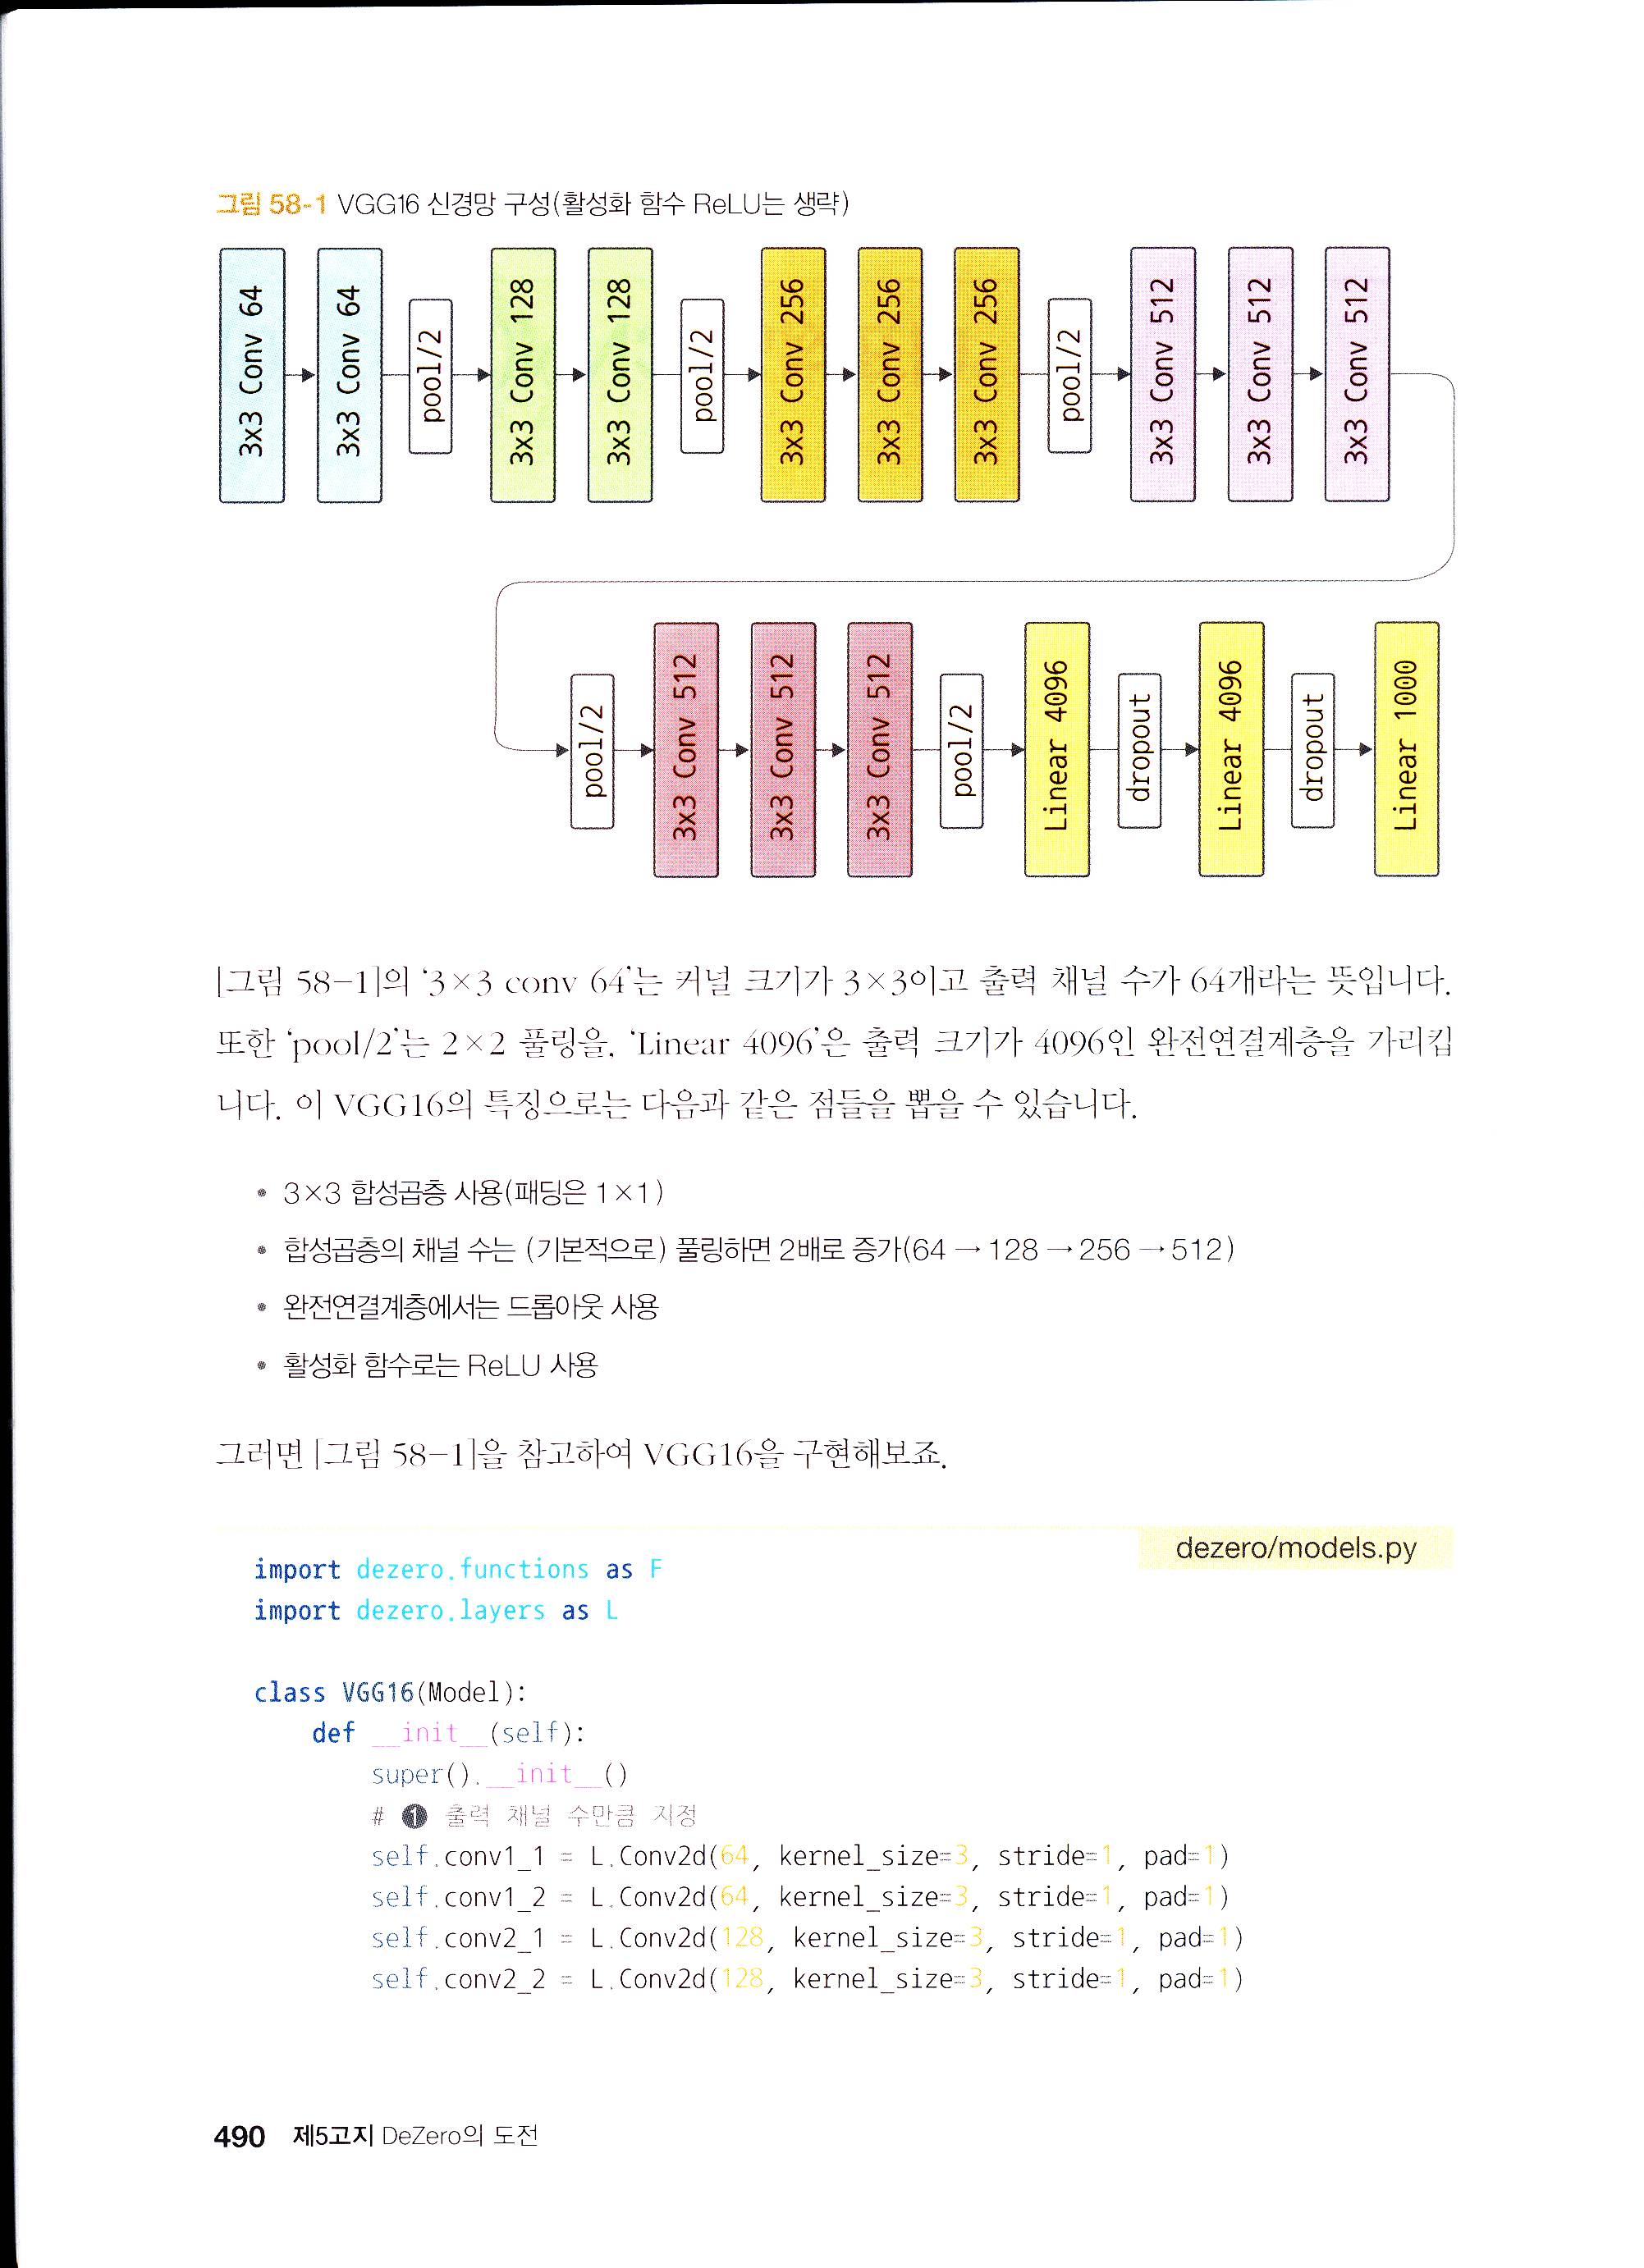 그림 58-1 VGG16 신경망 구성(활성화 함수 ReLU는 생략)
3x3 Conv 64
3x3 Conv 64
pool/2
3x3 Conv 128
3x3 Conv 128
pool/2
3x3 Conv 256
3x3 Conv 256
3x3 Conv 256
pool/2
3x3 Conv 512
3x3 Conv 512
3x3 Conv 512
pool/2
3x3 Conv 512
3x3 Conv 512
3x3 Conv 512
pool/2
Linear 4096
dropout
Linear 4096
dropout
Linear 1000
[그림 58-1]의 ‘3×3 conv 64’는 커널 크기가 3×3이고 출력 채널 수가 64개라는 뜻입니다.
또한 ‘pool/2’는 2×2 풀링을, ‘Linear 4096’은 출력 크기가 4096인 완전연결계층을 가리킵
니다. 이 VGG16의 특징으로는 다음과 같은 점들을 뽑을 수 있습니다.
• 3×3 합성곱층 사용(패딩은 1×1)
• 합성곱층의 채널 수는 (기본적으로) 풀링하면 2배로 증가(64 → 128 → 256 → 512)
• 완전연결계층에서는 드롭아웃 사용
• 활성화 함수로는 ReLU 사용
그러면 [그림 58-1]을 참고하여 VGG16을 구현해보죠.
dezero/models.py
import dezero.functions as F
import dezero.layers as L
class VGG16(Model):
def __init__(self):
super().__init__()
# ❶ 출력 채널 수만큼 지정
self.conv1_1 = L.Conv2d(64, kernel_size=3, stride=1, pad=1)
self.conv1_2 = L.Conv2d(64, kernel_size=3, stride=1, pad=1)
self.conv2_1 = L.Conv2d(128, kernel_size=3, stride=1, pad=1)
self.conv2_2 = L.Conv2d(128, kernel_size=3, stride=1, pad=1)
490 제5고지 DeZero의 도전